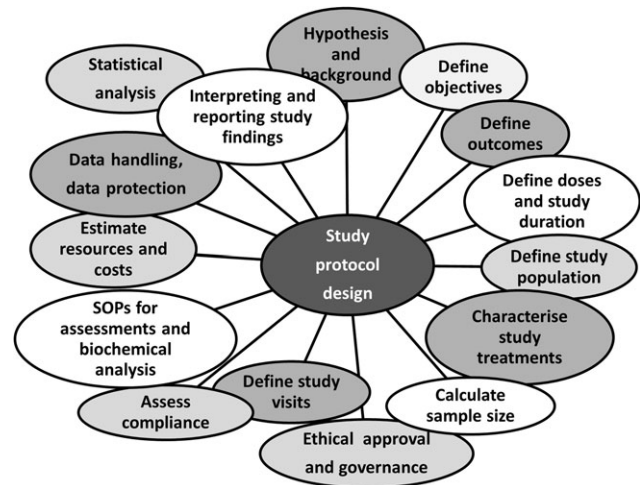 Hypothesis
and
background
Define
objectives
Define
outcomes
Define doses
and study
duration
Define study
population
Characterise
study
treatments
Calculate
sample size
Ethical approval
and governance
Define study
visits
Assess
compliance
SOPs for
assessments and
biochemical
analysis
Estimate
resources and
costs
Data handling,
data protection
Statistical
analysis
Interpreting and
reporting study
findings
Study
protocol
design